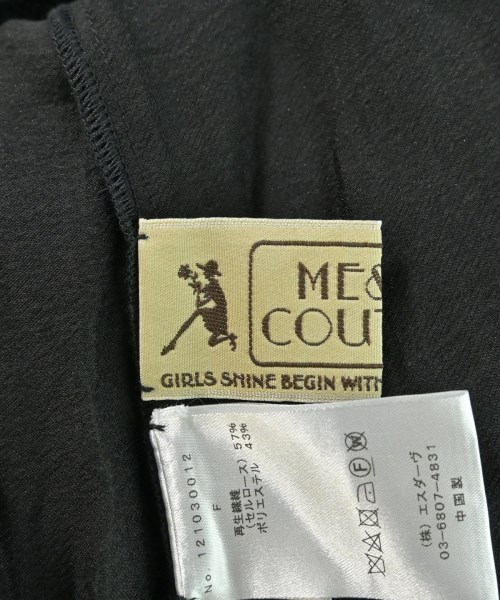 ME&
COUT
GIRLS SHINE BEGIN WITH
No. 121030012
F
再生繊維
(セルロース) 57%
ポリエステル 43%
(株) エスダーヴ
03-6807-4831
中国製